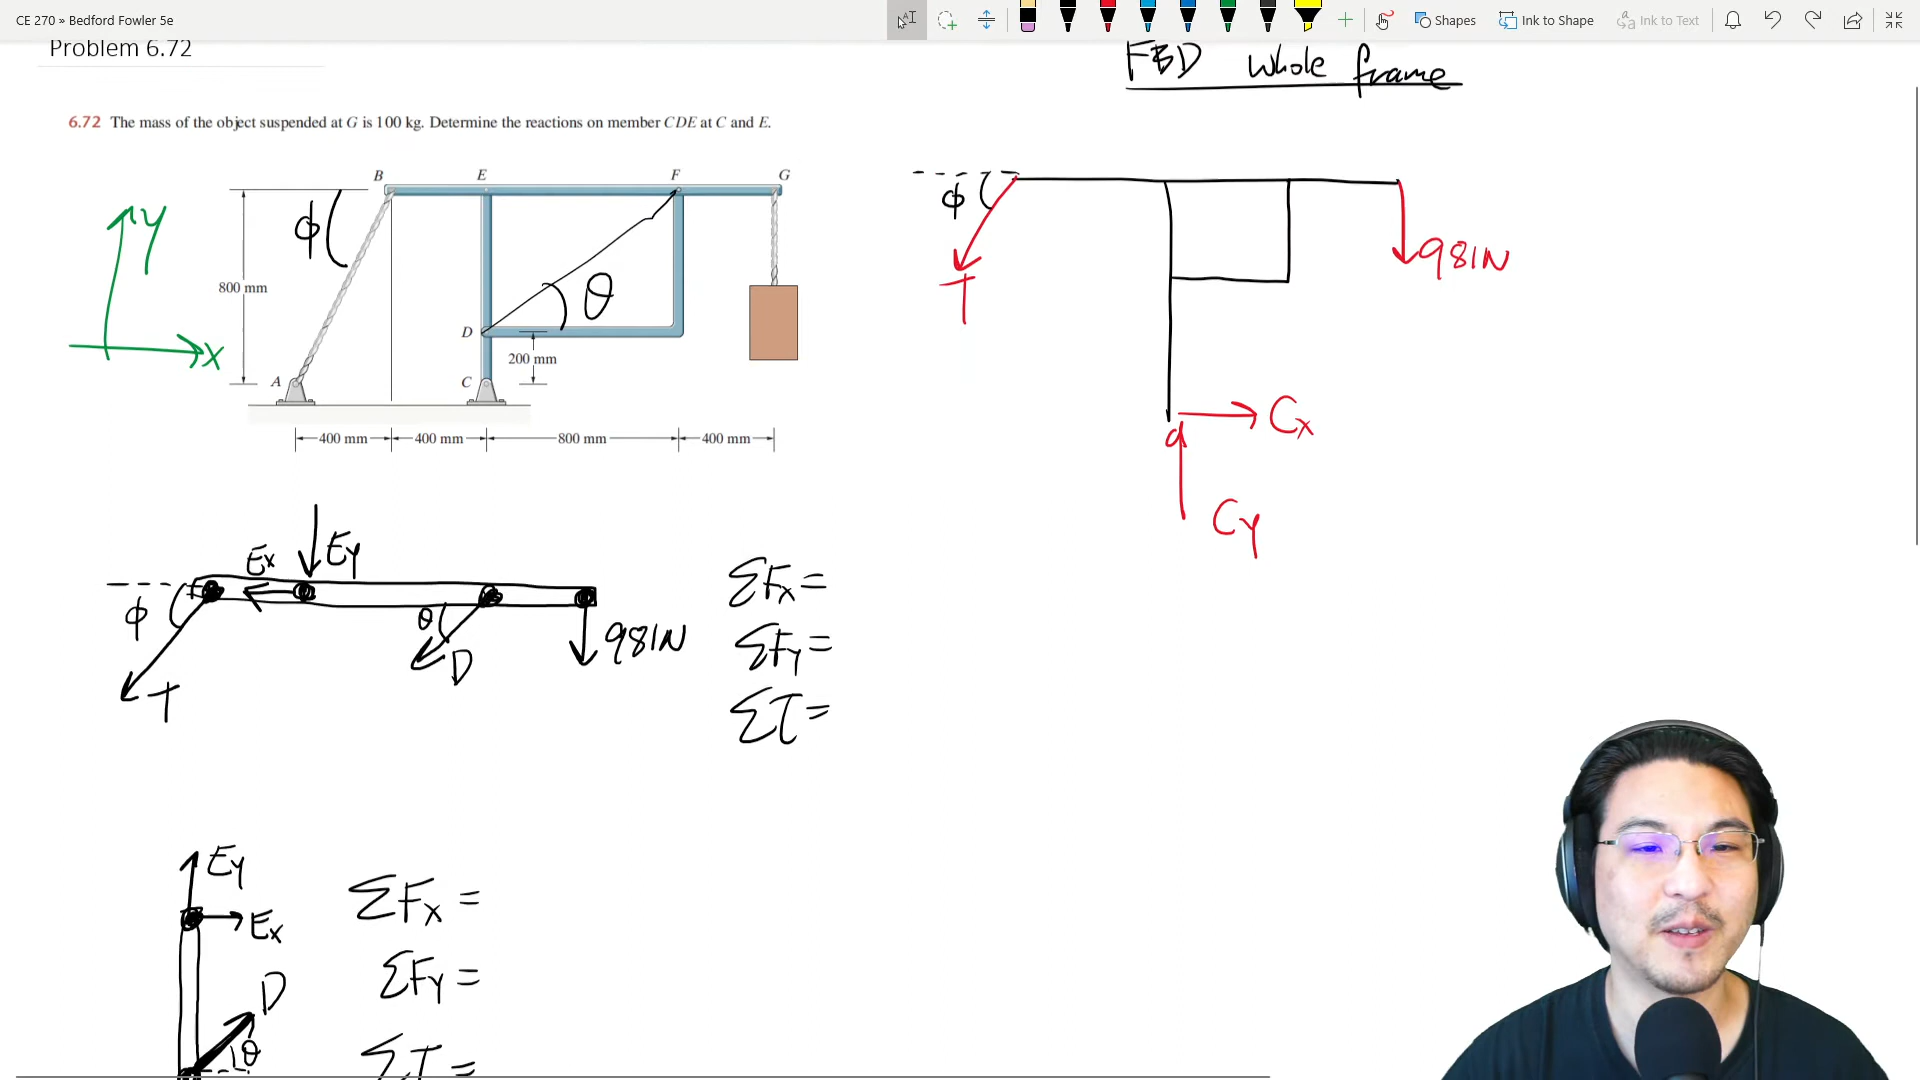 CE 270 » Bedford Fowler 5e
Shapes
Ink to Shape
Ink to Text
Problem 6.72
FBD Whole frame
6.72 The mass of the object suspended at G is 100 kg. Determine the reactions on member CDE at C and E.
B E F G
Y
ϕ
θ
800 mm
D
200 mm
X
A C
400 mm 400 mm 800 mm 400 mm
ϕ
T
981N
Cx
Cy
Ex Ey
ϕ
θ
D
T
981N
ΣFx=
ΣFy=
Στ=
Ey
Ex
D
θ
ΣFx=
ΣFy=
Στ=